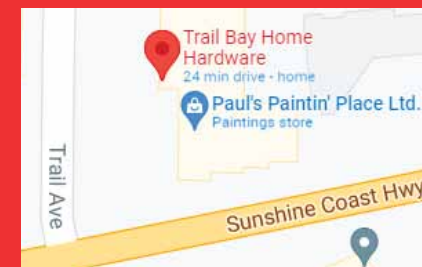 Trail Bay Home
Hardware
24 min drive - home
Paul's Paintin' Place Ltd.
Paintings store
Trail Ave
Sunshine Coast Hwy